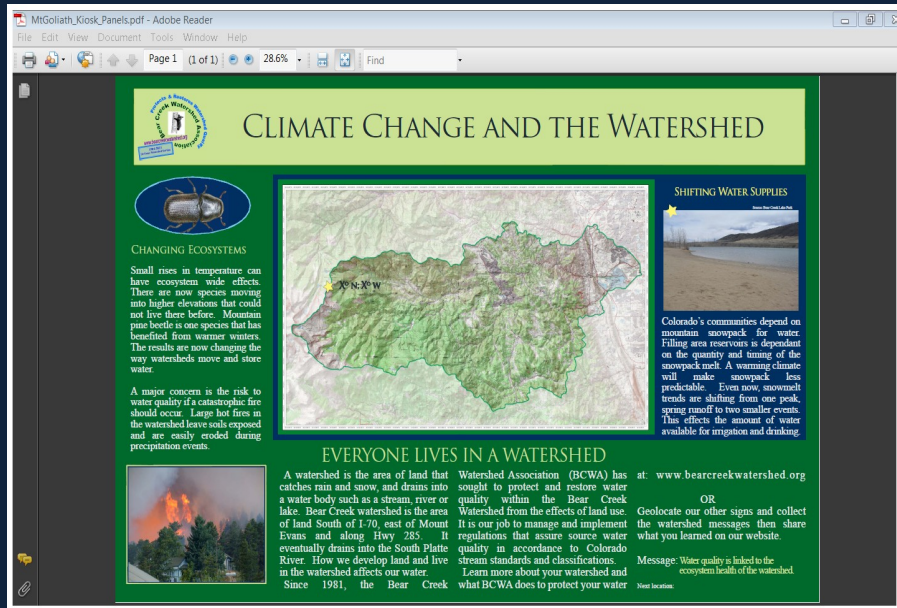 MtGoliath_Kiosk_Panels.pdf - Adobe Reader
File Edit View Document Tools Window Help
Page 1 (1 of 1) 28.6% Find
Protects & Restores Watershed Quality
Bear Creek Watershed Association
www.bearcreekwatershed.org
CLIMATE CHANGE AND THE WATERSHED
CHANGING ECOSYSTEMS
Small rises in temperature can
have ecosystem wide effects.
There are now species moving
into higher elevations that could
not live there before. Mountain
pine beetle is one species that has
benefited from warmer winters.
The results are now changing the
way watersheds move and store
water.
A major concern is the risk to
water quality if a catastrophic fire
should occur. Large hot fires in
the watershed leave soils exposed
and are easily eroded during
precipitation events.
X° N; X° W
SHIFTING WATER SUPPLIES
Source: Bear Creek Lake Park
Colorado's communities depend on
mountain snowpack for water.
Filling area reservoirs is dependant
on the quantity and timing of the
snowpack melt. A warming climate
will make snowpack less
predictable. Even now, snowmelt
trends are shifting from one peak,
spring runoff to two smaller events.
This effects the amount of water
available for irrigation and drinking.
EVERYONE LIVES IN A WATERSHED
A watershed is the area of land that
catches rain and snow, and drains into
a water body such as a stream, river or
lake. Bear Creek watershed is the area
of land South of I-70, east of Mount
Evans and along Hwy 285. It
eventually drains into the South Platte
River. How we develop land and live
in the watershed affects our water.
Since 1981, the Bear Creek
Watershed Association (BCWA) has
sought to protect and restore water
quality within the Bear Creek
Watershed from the effects of land use.
It is our job to manage and implement
regulations that assure source water
quality in accordance to Colorado
stream standards and classifications.
Learn more about your watershed and
what BCWA does to protect your water
at: www.bearcreekwatershed.org
OR
Geolocate our other signs and collect
the watershed messages then share
what you learned on our website.
Message: Water quality is linked to the
ecosystem health of the watershed.
Next location: